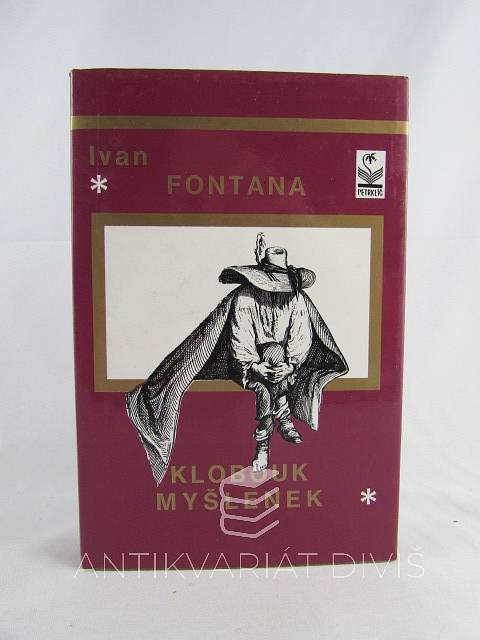 Ivan
* FONTANA
PETRKLÍČ
KLOBOUK
MYŠLENEK *
ANTIKVARIÁT DIVIŠ